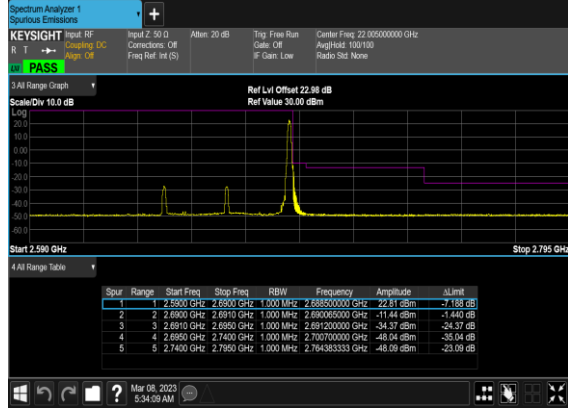 Spectrum Analyzer 1
Spurious Emissions
KEYSIGHT Input: RF
R T Coupling: DC
Align: Off
PASS
Input Z: 50 Ω
Corrections: Off
Freq Ref: Int (S)
Atten: 20 dB
Trig: Free Run
Gate: Off
IF Gain: Low
Center Freq: 22.005000000 GHz
Avg|Hold: 100/100
Radio Std: None
3 All Range Graph
Ref Lvl Offset 22.98 dB
Scale/Div 10.0 dB Ref Value 30.00 dBm
Log
20.0
10.0
0.00
-10.0
-20.0
-30.0
-40.0
-50.0
-60.0
Start 2.590 GHz Stop 2.795 GHz
4 All Range Table
Spur Range Start Freq Stop Freq RBW Frequency Amplitude ΔLimit
1 1 2.5900 GHz 2.6900 GHz 1.000 MHz 2.688500000 GHz 22.81 dBm -7.188 dB
2 2 2.6900 GHz 2.6910 GHz 1.000 MHz 2.690065000 GHz -11.44 dBm -1.440 dB
3 3 2.6910 GHz 2.6950 GHz 1.000 MHz 2.691200000 GHz -34.37 dBm -24.37 dB
4 4 2.6950 GHz 2.7400 GHz 1.000 MHz 2.700700000 GHz -48.04 dBm -35.04 dB
5 5 2.7400 GHz 2.7950 GHz 1.000 MHz 2.764383333 GHz -48.09 dBm -23.09 dB
Mar 08, 2023
5:34:09 AM